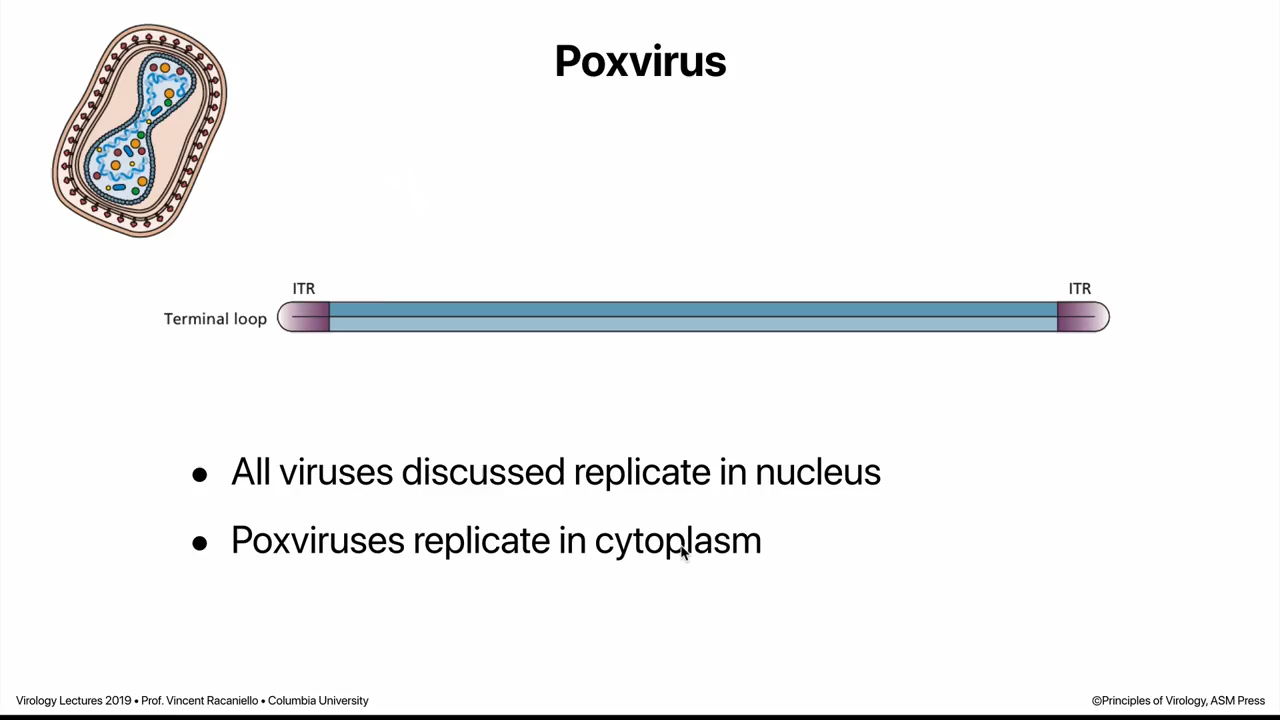 Poxvirus
ITR
ITR
Terminal loop
• All viruses discussed replicate in nucleus
• Poxviruses replicate in cytoplasm
Virology Lectures 2019 • Prof. Vincent Racaniello • Columbia University
©Principles of Virology, ASM Press